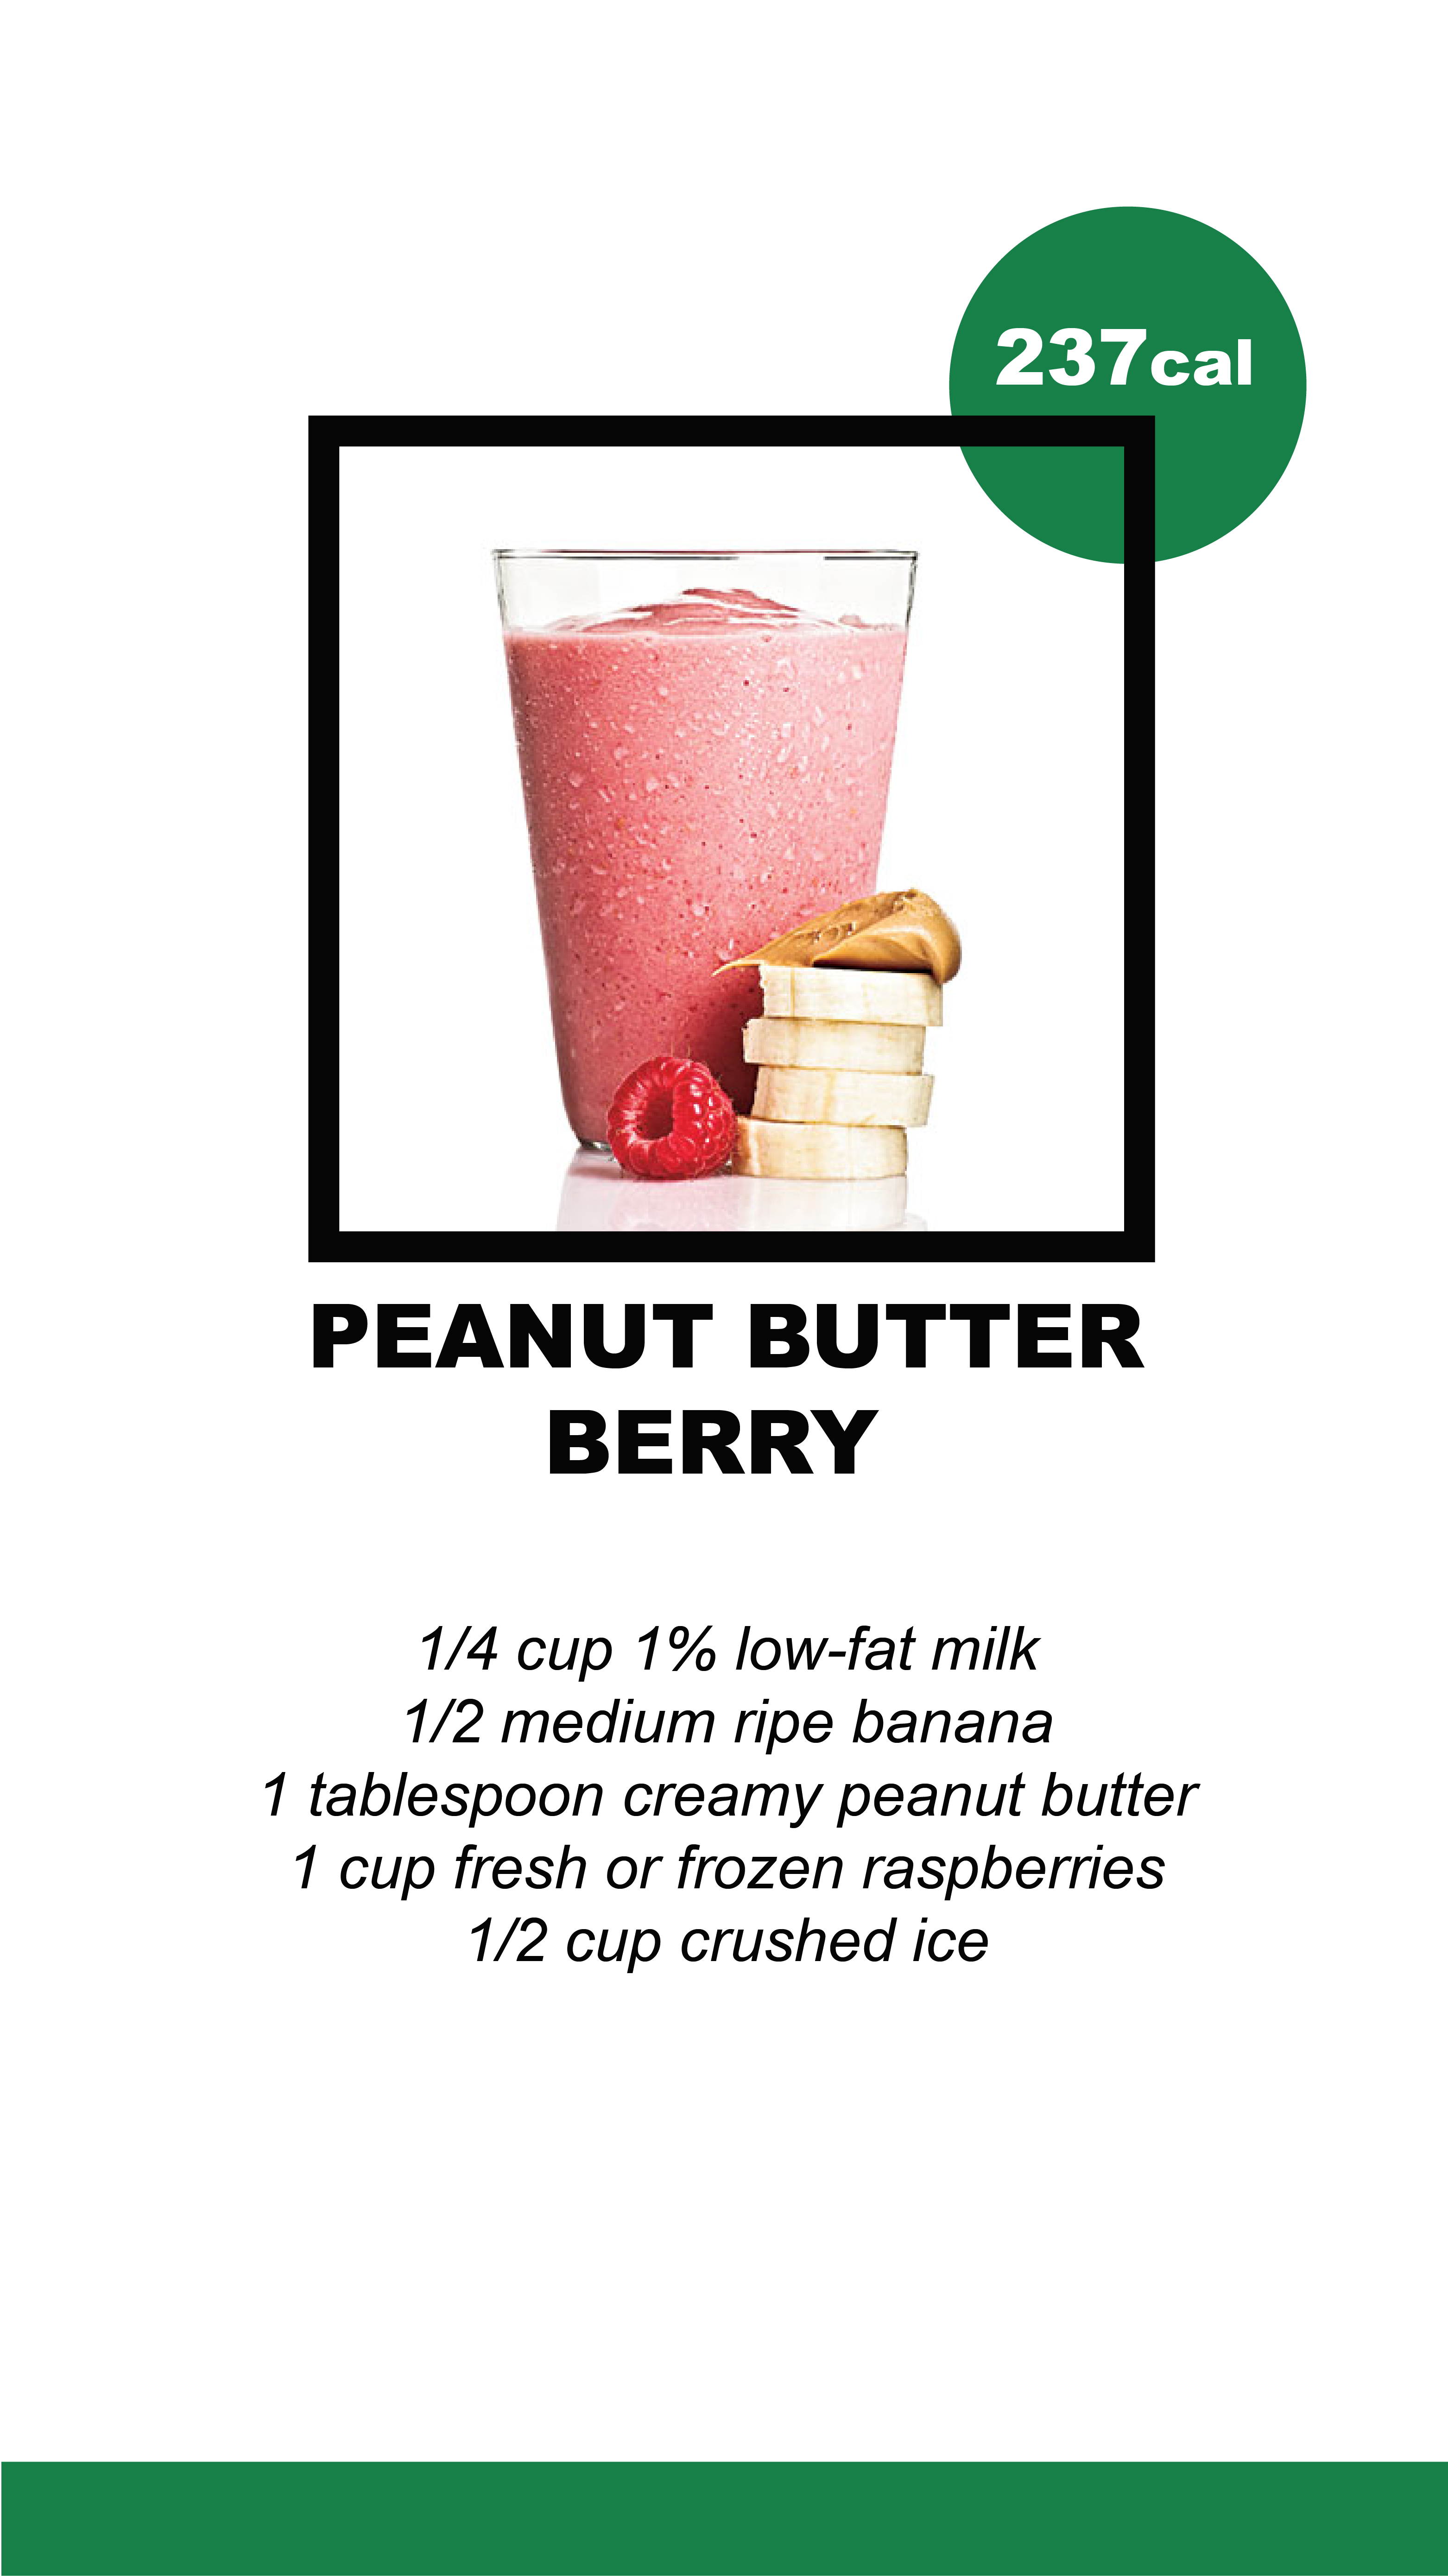 237cal
PEANUT BUTTER
BERRY
1/4 cup 1% low-fat milk
1/2 medium ripe banana
1 tablespoon creamy peanut butter
1 cup fresh or frozen raspberries
1/2 cup crushed ice